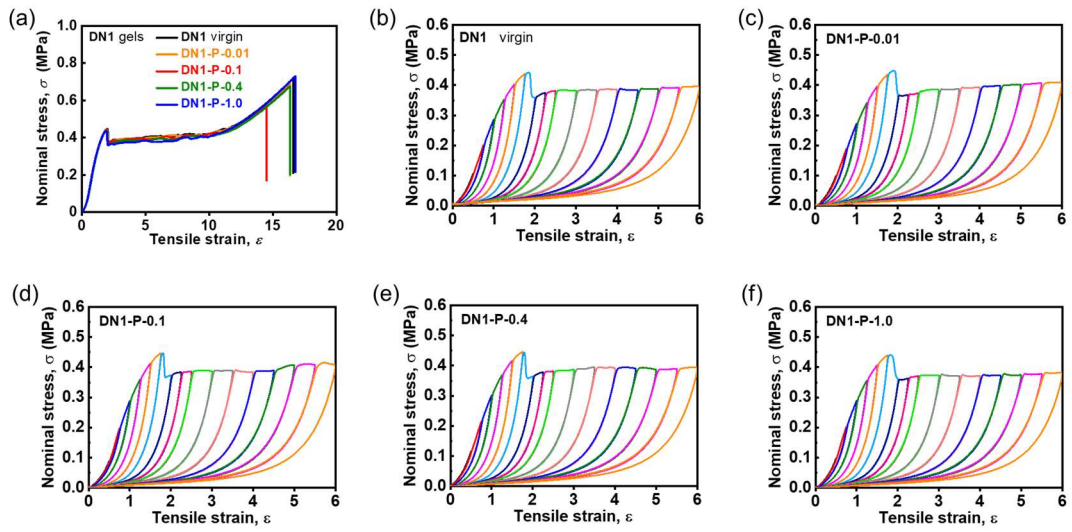 (a)
Nominal stress, σ (MPa)
1.0
0.8
0.6
0.4
0.2
0
DN1 gels
DN1 virgin
DN1-P-0.01
DN1-P-0.1
DN1-P-0.4
DN1-P-1.0
0 5 10 15 20
Tensile strain, ε
(b)
Nominal stress, σ (MPa)
0.6
0.5
0.4
0.3
0.2
0.1
0.0
DN1 virgin
0 1 2 3 4 5 6
Tensile strain, ε
(c)
Nominal stress, σ (MPa)
0.6
0.5
0.4
0.3
0.2
0.1
0.0
DN1-P-0.01
0 1 2 3 4 5 6
Tensile strain, ε
(d)
Nominal stress, σ (MPa)
0.6
0.5
0.4
0.3
0.2
0.1
0.0
DN1-P-0.1
0 1 2 3 4 5 6
Tensile strain, ε
(e)
Nominal stress, σ (MPa)
0.6
0.5
0.4
0.3
0.2
0.1
0.0
DN1-P-0.4
0 1 2 3 4 5 6
Tensile strain, ε
(f)
Nominal stress, σ (MPa)
0.6
0.5
0.4
0.3
0.2
0.1
0.0
DN1-P-1.0
0 1 2 3 4 5 6
Tensile strain, ε